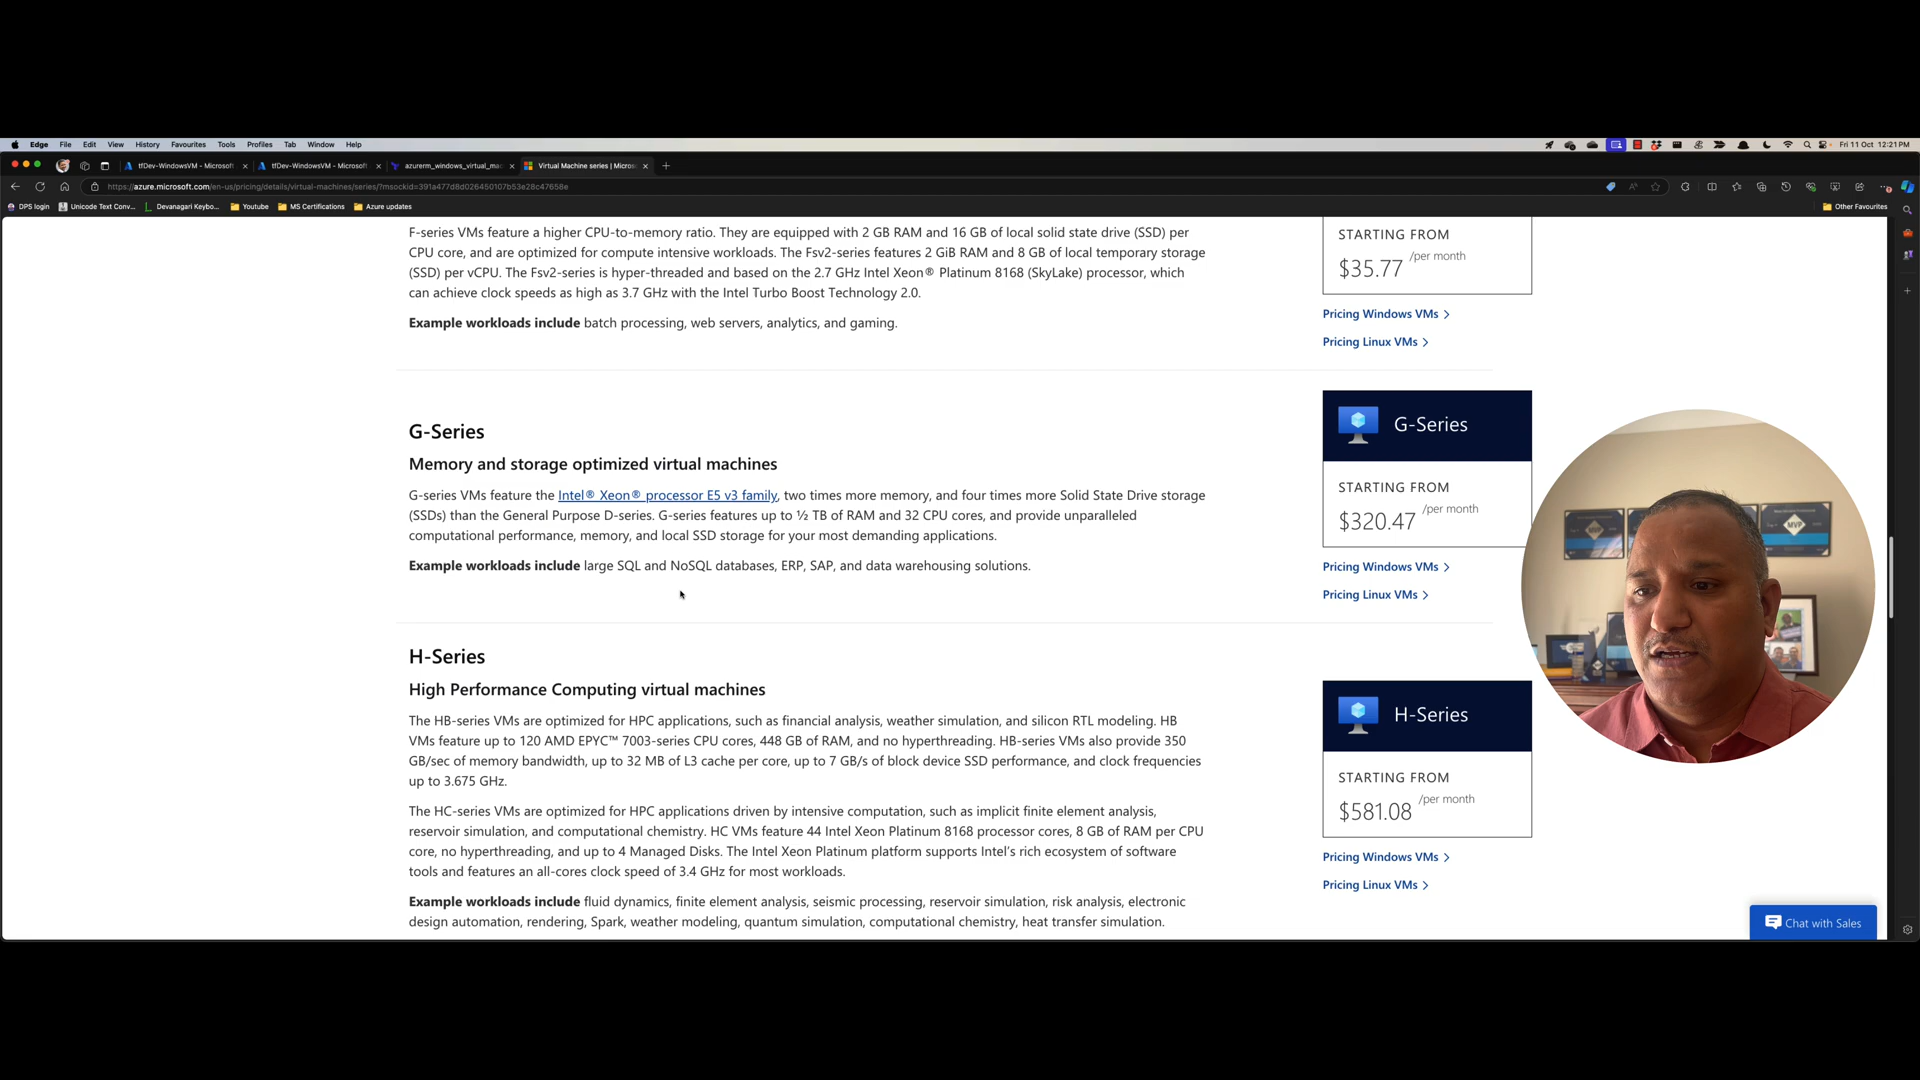 Edge File Edit View History Favourites Tools Profiles Tab Window Help
Fri 11 Oct 12:21 PM
tfDev-WindowsVM - Microsoft
tfDev-WindowsVM - Microsoft
azurerm_windows_virtual_mac
Virtual Machine series | Micros
https://azure.microsoft.com/en-us/pricing/details/virtual-machines/series/?msockid=391a477d8d026450107b53e28c47658e
DPS login
Unicode Text Conv...
Devanagari Keybo...
Youtube
MS Certifications
Azure updates
Other Favourites
F-series VMs feature a higher CPU-to-memory ratio. They are equipped with 2 GB RAM and 16 GB of local solid state drive (SSD) per
CPU core, and are optimized for compute intensive workloads. The Fsv2-series features 2 GiB RAM and 8 GB of local temporary storage
(SSD) per vCPU. The Fsv2-series is hyper-threaded and based on the 2.7 GHz Intel Xeon® Platinum 8168 (SkyLake) processor, which
can achieve clock speeds as high as 3.7 GHz with the Intel Turbo Boost Technology 2.0.
Example workloads include batch processing, web servers, analytics, and gaming.
STARTING FROM
$35.77 /per month
Pricing Windows VMs
Pricing Linux VMs
G-Series
Memory and storage optimized virtual machines
G-series VMs feature the Intel® Xeon® processor E5 v3 family, two times more memory, and four times more Solid State Drive storage
(SSDs) than the General Purpose D-series. G-series features up to ½ TB of RAM and 32 CPU cores, and provide unparalleled
computational performance, memory, and local SSD storage for your most demanding applications.
Example workloads include large SQL and NoSQL databases, ERP, SAP, and data warehousing solutions.
G-Series
STARTING FROM
$320.47 /per month
Pricing Windows VMs
Pricing Linux VMs
MVP
H-Series
High Performance Computing virtual machines
The HB-series VMs are optimized for HPC applications, such as financial analysis, weather simulation, and silicon RTL modeling. HB
VMs feature up to 120 AMD EPYC™ 7003-series CPU cores, 448 GB of RAM, and no hyperthreading. HB-series VMs also provide 350
GB/sec of memory bandwidth, up to 32 MB of L3 cache per core, up to 7 GB/s of block device SSD performance, and clock frequencies
up to 3.675 GHz.
The HC-series VMs are optimized for HPC applications driven by intensive computation, such as implicit finite element analysis,
reservoir simulation, and computational chemistry. HC VMs feature 44 Intel Xeon Platinum 8168 processor cores, 8 GB of RAM per CPU
core, no hyperthreading, and up to 4 Managed Disks. The Intel Xeon Platinum platform supports Intel's rich ecosystem of software
tools and features an all-cores clock speed of 3.4 GHz for most workloads.
Example workloads include fluid dynamics, finite element analysis, seismic processing, reservoir simulation, risk analysis, electronic
design automation, rendering, Spark, weather modeling, quantum simulation, computational chemistry, heat transfer simulation.
H-Series
STARTING FROM
$581.08 /per month
Pricing Windows VMs
Pricing Linux VMs
Chat with Sales